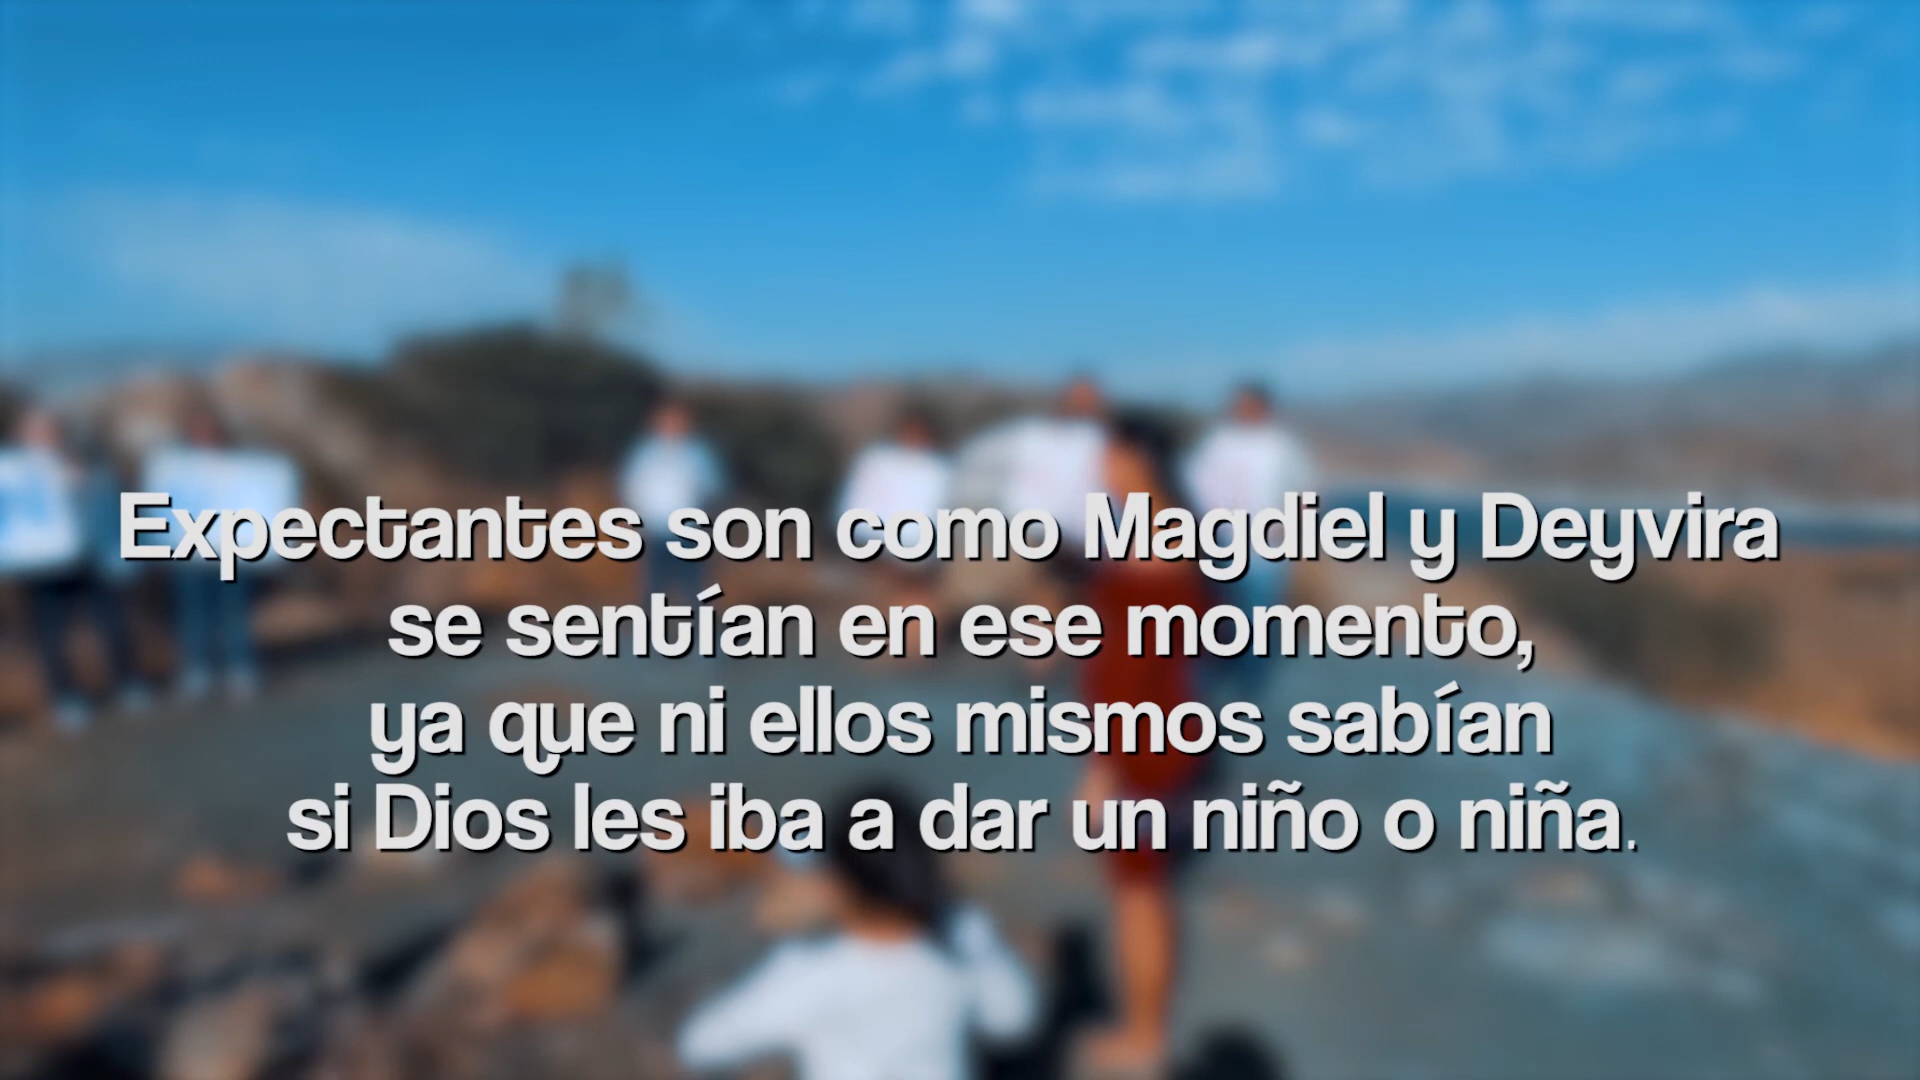 Expectantes son como Magdiel y Deyvira
se sentían en ese momento,
ya que ni ellos mismos sabían
si Dios les iba a dar un niño o niña.